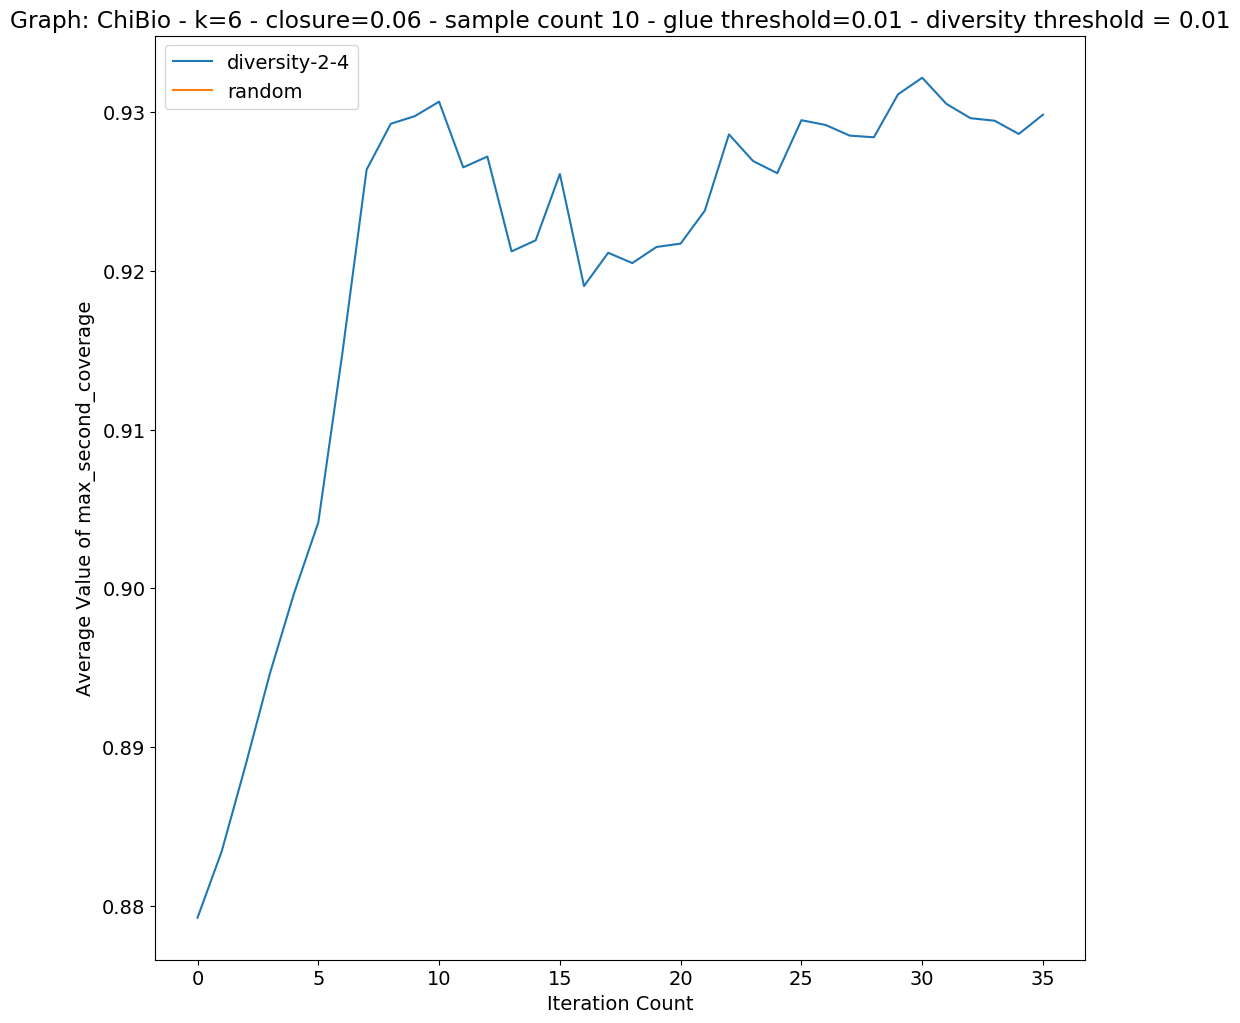 Graph: ChiBio - k=6 - closure=0.06 - sample count 10 - glue threshold=0.01 - diversity threshold = 0.01
diversity-2-4
random
0.93
0.92
0.91
0.90
0.89
0.88
Average Value of max_second_coverage
0
5
10
15
20
25
30
35
Iteration Count